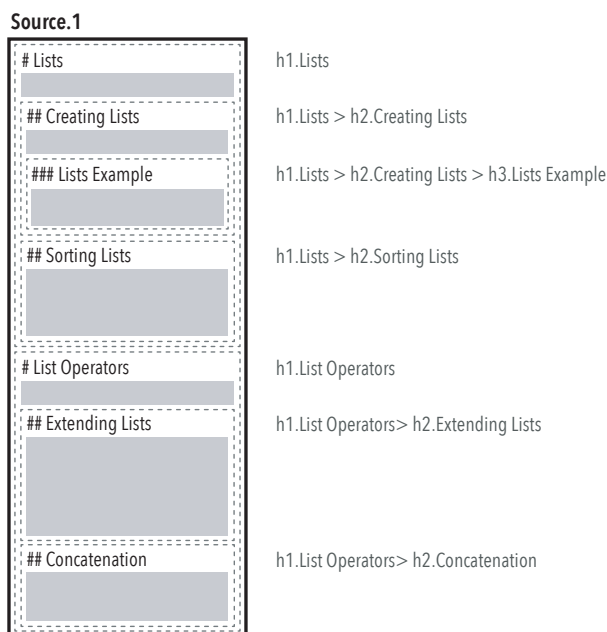 Source.1
# Lists
h1.Lists
## Creating Lists
h1.Lists > h2.Creating Lists
### Lists Example
h1.Lists > h2.Creating Lists > h3.Lists Example
## Sorting Lists
h1.Lists > h2.Sorting Lists
# List Operators
h1.List Operators
## Extending Lists
h1.List Operators> h2.Extending Lists
## Concatenation
h1.List Operators> h2.Concatenation